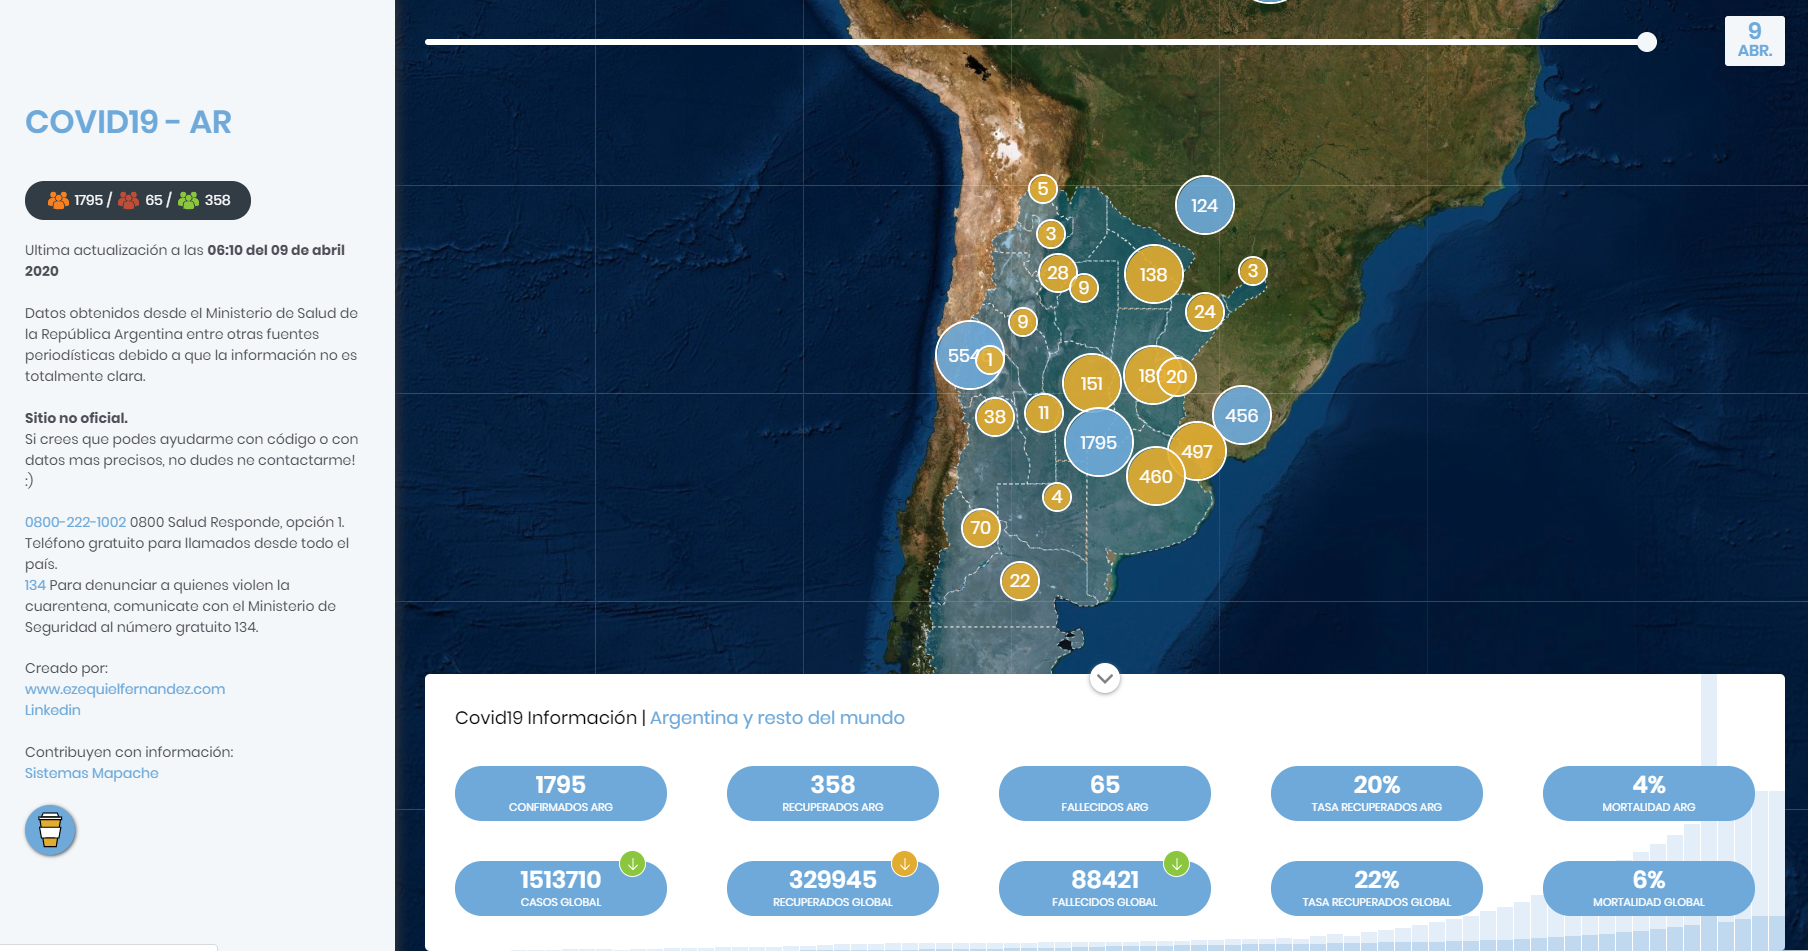 9
ABR.
COVID19 - AR
1795 / 65 / 358
Ultima actualización a las 06:10 del 09 de abril
2020
Datos obtenidos desde el Ministerio de Salud de
la República Argentina entre otras fuentes
periodísticas debido a que la información no es
totalmente clara.
Sitio no oficial.
Si crees que podes ayudarme con código o con
datos mas precisos, no dudes ne contactarme!
:)
0800-222-1002 0800 Salud Responde, opción 1.
Teléfono gratuito para llamados desde todo el
país.
134 Para denunciar a quienes violen la
cuarentena, comunicate con el Ministerio de
Seguridad al número gratuito 134.
Creado por:
www.ezequielfernandez.com
Linkedin
Contribuyen con información:
Sistemas Mapache
5
124
3
28
9
138
3
24
9
554
1
151
20
38
11
456
1795
497
460
4
70
22
Covid19 Información | Argentina y resto del mundo
1795
CONFIRMADOS ARG
358
RECUPERADOS ARG
65
FALLECIDOS ARG
20%
TASA RECUPERADOS ARG
4%
MORTALIDAD ARG
1513710
CASOS GLOBAL
329945
RECUPERADOS GLOBAL
88421
FALLECIDOS GLOBAL
22%
TASA RECUPERADOS GLOBAL
6%
MORTALIDAD GLOBAL